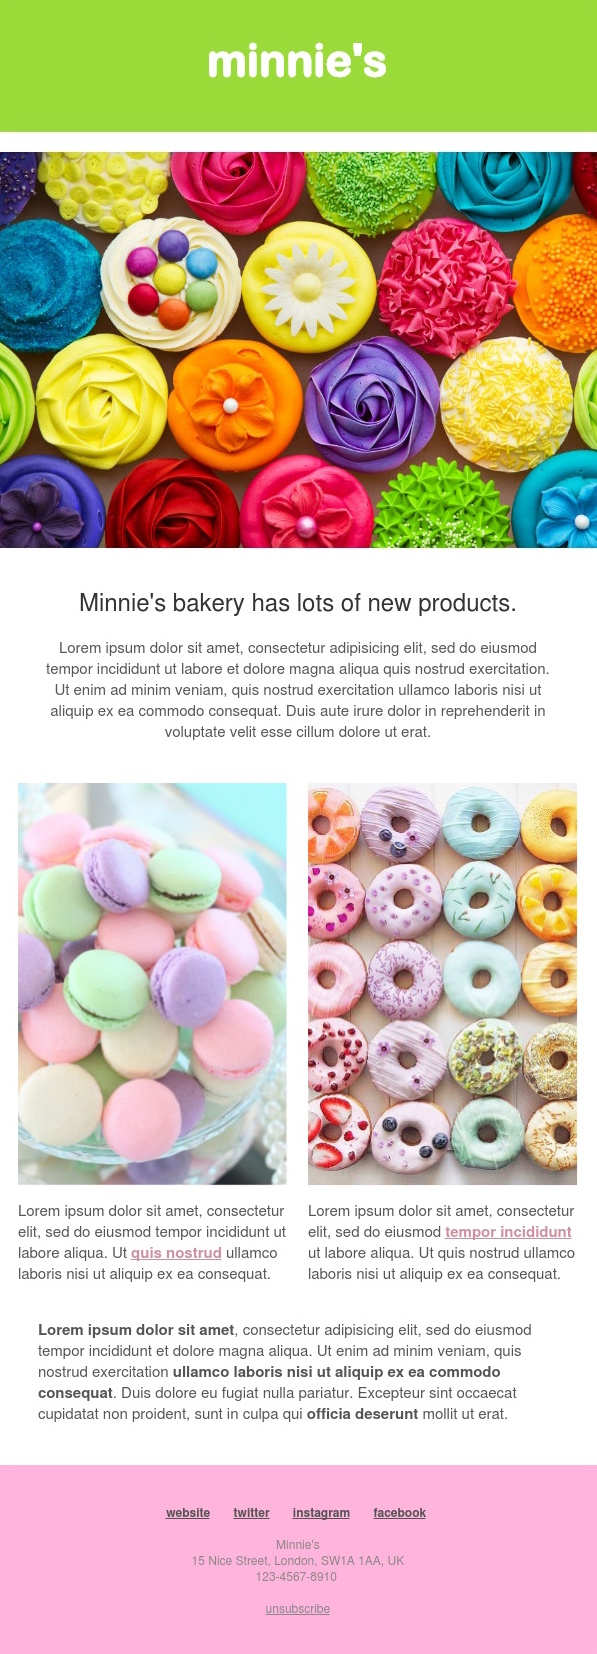 minnie's
Minnie's bakery has lots of new products.
Lorem ipsum dolor sit amet, consectetur adipisicing elit, sed do eiusmod
tempor incididunt ut labore et dolore magna aliqua quis nostrud exercitation.
Ut enim ad minim veniam, quis nostrud exercitation ullamco laboris nisi ut
aliquip ex ea commodo consequat. Duis aute irure dolor in reprehenderit in
voluptate velit esse cillum dolore ut erat.
Lorem ipsum dolor sit amet, consectetur
elit, sed do eiusmod tempor incididunt ut
labore aliqua. Ut quis nostrud ullamco
laboris nisi ut aliquip ex ea consequat.
Lorem ipsum dolor sit amet, consectetur
elit, sed do eiusmod tempor incididunt
ut labore aliqua. Ut quis nostrud ullamco
laboris nisi ut aliquip ex ea consequat.
Lorem ipsum dolor sit amet, consectetur adipisicing elit, sed do eiusmod
tempor incididunt et dolore magna aliqua. Ut enim ad minim veniam, quis
nostrud exercitation ullamco laboris nisi ut aliquip ex ea commodo
consequat. Duis dolore eu fugiat nulla pariatur. Excepteur sint occaecat
cupidatat non proident, sunt in culpa qui officia deserunt mollit ut erat.
website twitter instagram facebook
Minnie's
15 Nice Street, London, SW1A 1AA, UK
123-4567-8910
unsubscribe